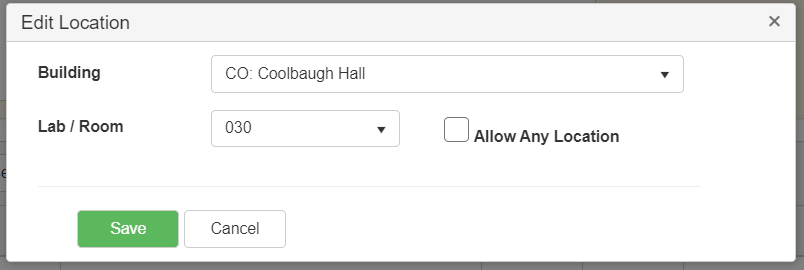 Edit Location ×
Building CO: Coolbaugh Hall
Lab / Room 030 Allow Any Location
Save Cancel